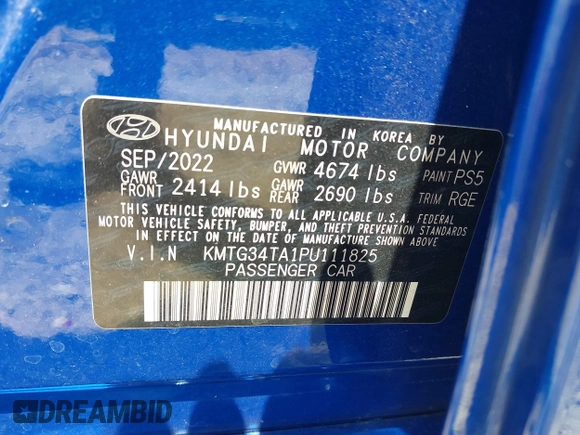 MANUFACTURED IN KOREA BY
HYUNDAI MOTOR COMPANY
SEP/2022 GVWR 4674 lbs PAINT PS5
GAWR FRONT 2414 lbs GAWR REAR 2690 lbs TRIM RGE
THIS VEHICLE CONFORMS TO ALL APPLICABLE U.S.A. FEDERAL
MOTOR VEHICLE SAFETY, BUMPER, AND THEFT PREVENTION STANDARDS
IN EFFECT ON THE DATE OF MANUFACTURE SHOWN ABOVE
V.I.N KMTG34TA1PU111825
PASSENGER CAR
DREAMBID